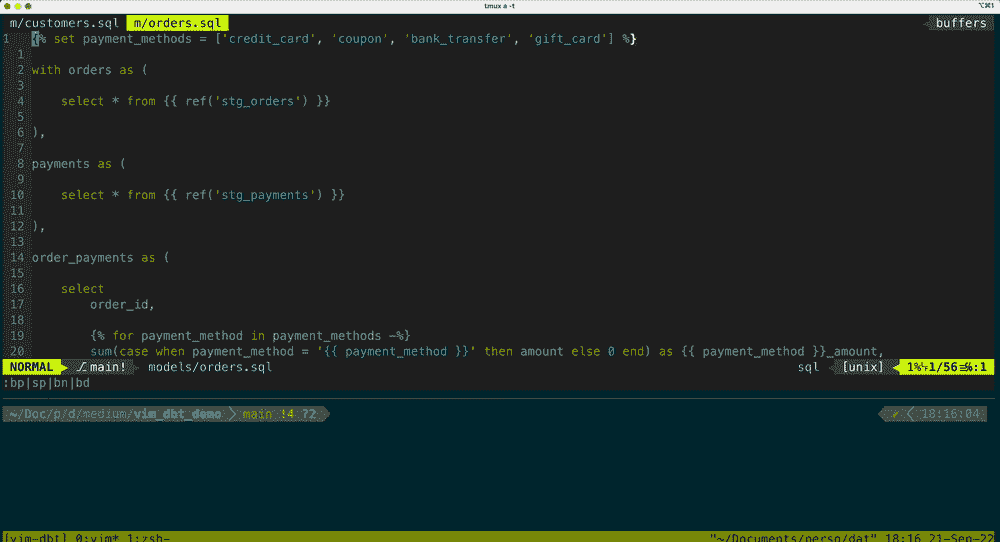 tmux a -t
⌥⌘1
m/customers.sql m/orders.sql buffers
1 {% set payment_methods = ['credit_card', 'coupon', 'bank_transfer', 'gift_card'] %}
1
2 with orders as (
3
4 select * from {{ ref('stg_orders') }}
5
6 ),
7
8 payments as (
9
10 select * from {{ ref('stg_payments') }}
11
12 ),
13
14 order_payments as (
15
16 select
17 order_id,
18
19 {% for payment_method in payment_methods -%}
20 sum(case when payment_method = '{{ payment_method }}' then amount else 0 end) as {{ payment_method }}_amount,
NORMAL main! models/orders.sql sql [unix] 1% 1/56 :1
:bp|sp|bn|bd
~/Doc/p/d/medium/vim_dbt_demo main !4 ?2 18:16:04
[vim-dbt] 0:vim* 1:zsh- "~/Documents/perso/dat" 18:16 21-Sep-22